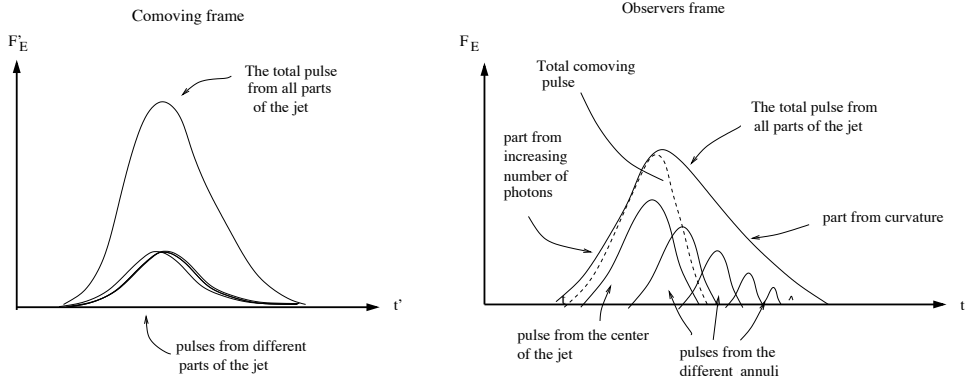 Comoving frame
F'E
The total pulse
from all parts
of the jet
t'
pulses from different
parts of the jet
Observers frame
FE
Total comoving
pulse
The total pulse from
all parts of the jet
part from
increasing
number of
photons
part from curvature
t
pulse from the center
of the jet
pulses from the
different annuli